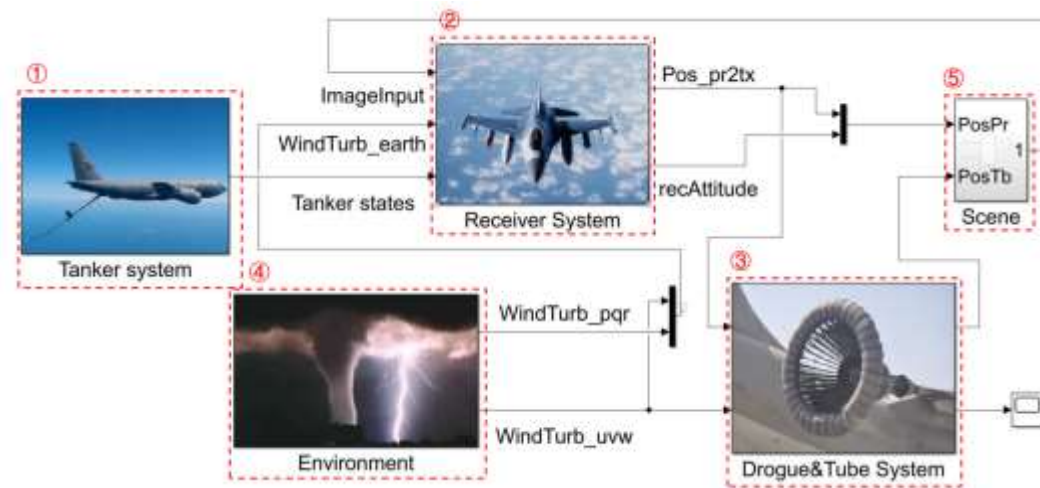 ①
Tanker system
②
ImageInput
WindTurb_earth
Tanker states
Receiver System
Pos_pr2tx
recAttitude
⑤
PosPr
1
PosTb
Scene
④
Environment
WindTurb_pqr
WindTurb_uvw
③
Drogue&Tube System